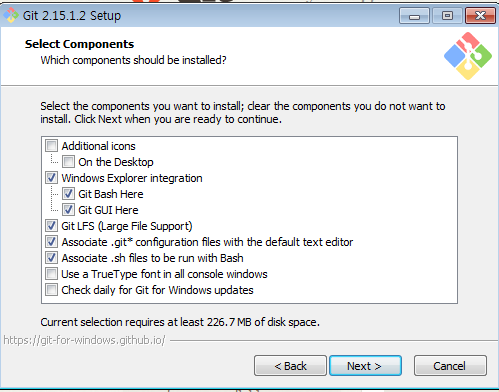 Git 2.15.1.2 Setup
Select Components
Which components should be installed?
Select the components you want to install; clear the components you do not want to
install. Click Next when you are ready to continue.
Additional icons
On the Desktop
Windows Explorer integration
Git Bash Here
Git GUI Here
Git LFS (Large File Support)
Associate .git* configuration files with the default text editor
Associate .sh files to be run with Bash
Use a TrueType font in all console windows
Check daily for Git for Windows updates
Current selection requires at least 226.7 MB of disk space.
https://git-for-windows.github.io/
< Back
Next >
Cancel